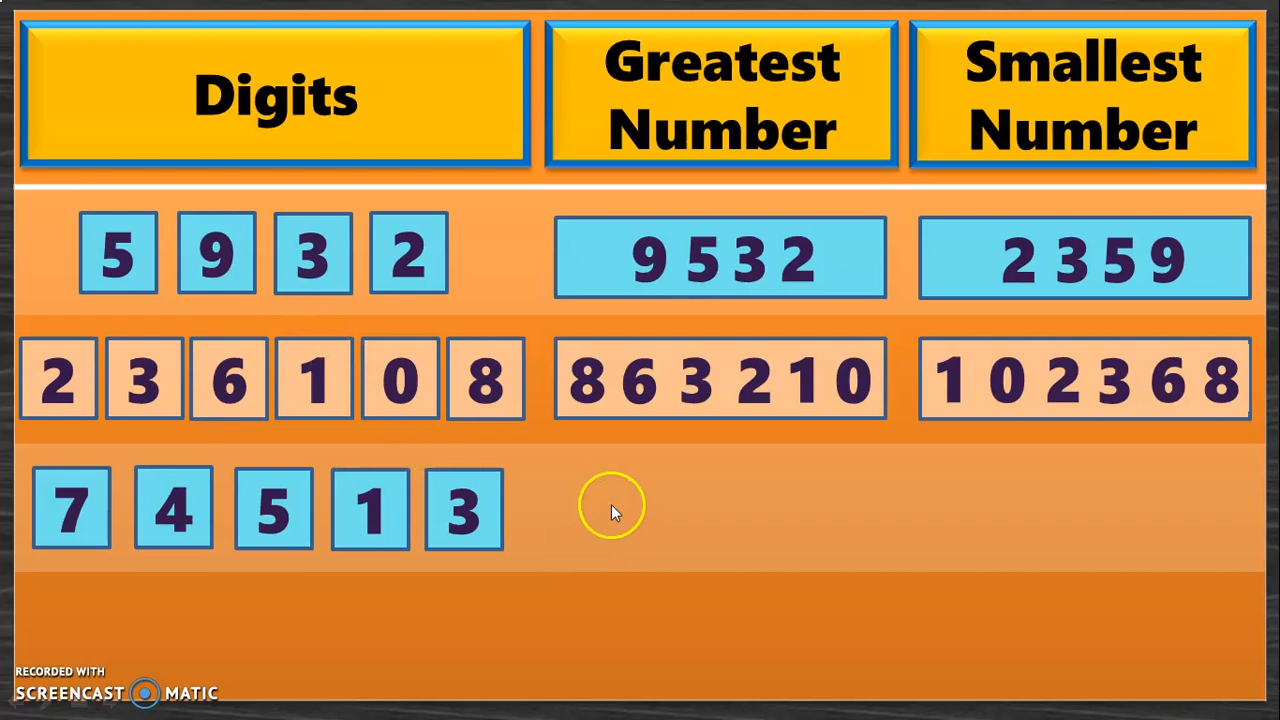 Digits
Greatest
Number
Smallest
Number
5 9 3 2
9 5 3 2
2 3 5 9
2 3 6 1 0 8
8 6 3 2 1 0
1 0 2 3 6 8
7 4 5 1 3
RECORDED WITH
SCREENCAST MATIC